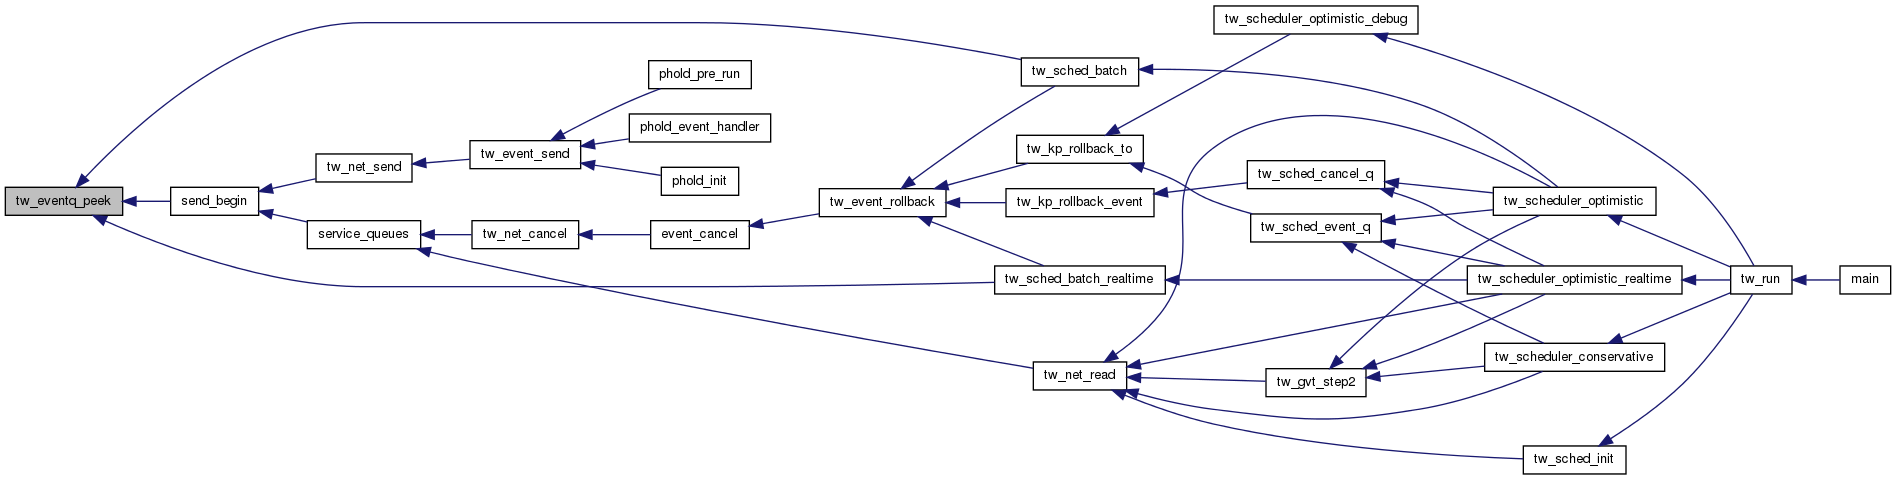 tw_scheduler_optimistic_debug
tw_sched_batch
phold_pre_run
phold_event_handler
tw_event_send
tw_kp_rollback_to
tw_net_send
phold_init
tw_sched_cancel_q
tw_eventq_peek
send_begin
tw_event_rollback
tw_kp_rollback_event
tw_scheduler_optimistic
service_queues
tw_net_cancel
event_cancel
tw_sched_event_q
tw_sched_batch_realtime
tw_scheduler_optimistic_realtime
tw_run
main
tw_scheduler_conservative
tw_net_read
tw_gvt_step2
tw_sched_init